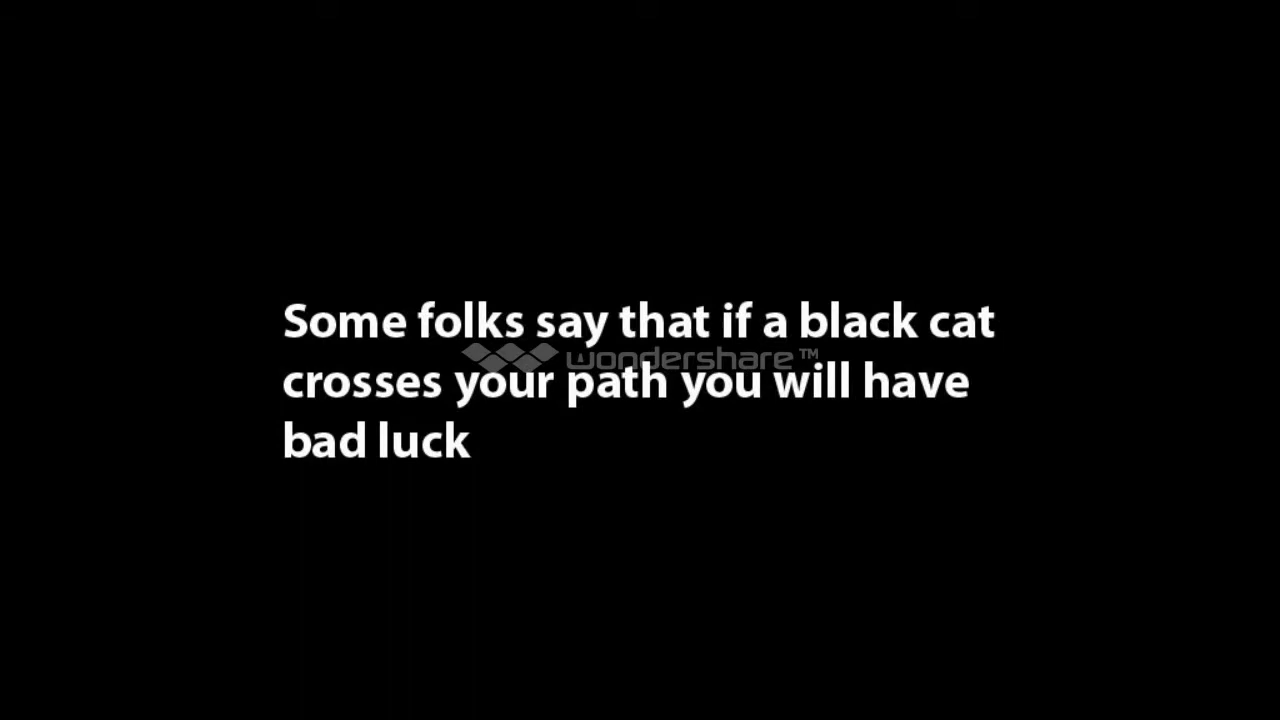 Some folks say that if a black cat
wondershare™
crosses your path you will have
bad luck